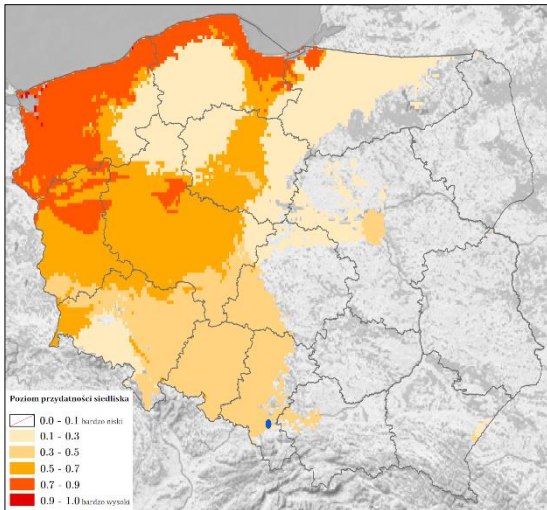 Poziom przydatności siedliska
0.0 - 0.1 bardzo niski
0.1 - 0.3
0.3 - 0.5
0.5 - 0.7
0.7 - 0.9
0.9 - 1.0 bardzo wysoki